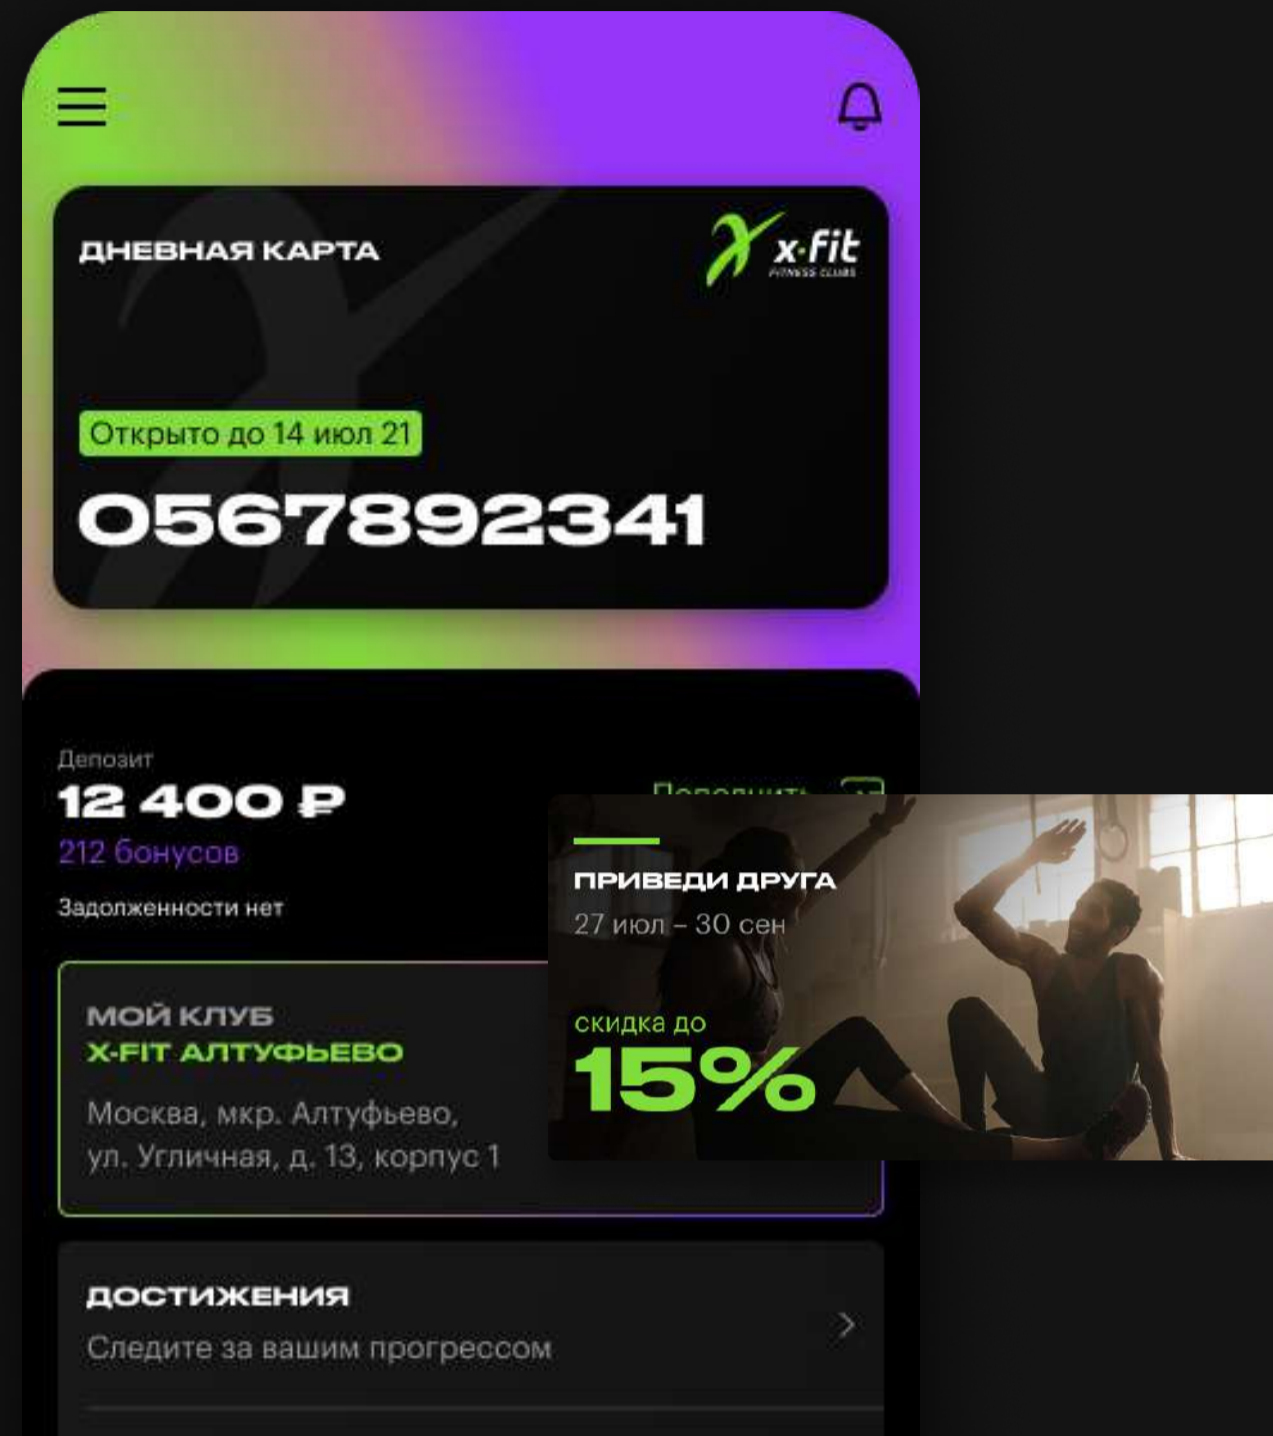 ДНЕВНАЯ КАРТА
x·fit
FITNESS CLUBS
Открыто до 14 июл 21
0567892341
Депозит
12 400 ₽
Пополнить
212 бонусов
Задолженности нет
ПРИВЕДИ ДРУГА
27 июл – 30 сен
скидка до
15%
МОЙ КЛУБ
X-FIT АЛТУФЬЕВО
Москва, мкр. Алтуфьево,
ул. Угличная, д. 13, корпус 1
ДОСТИЖЕНИЯ
Следите за вашим прогрессом